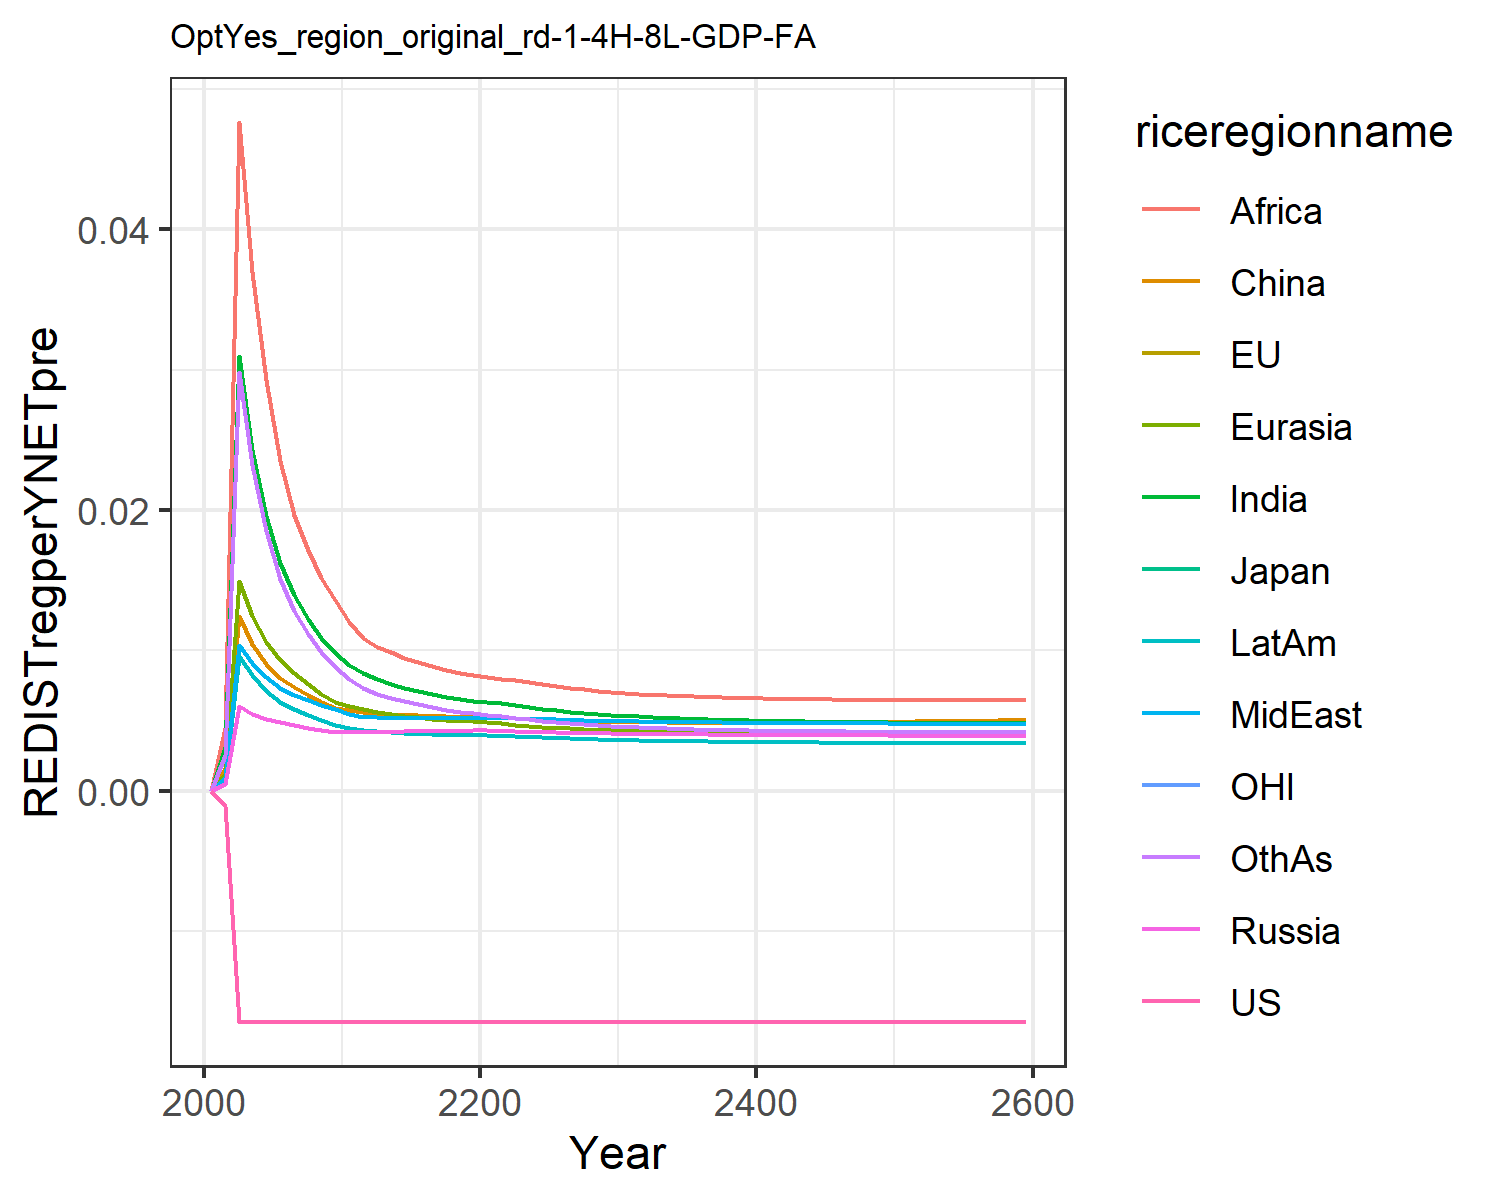 OptYes_region_original_rd-1-4H-8L-GDP-FA
REDISTregperYNETpre
0.04
0.02
0.00
2000
2200
2400
2600
Year
riceregionname
Africa
China
EU
Eurasia
India
Japan
LatAm
MidEast
OHI
OthAs
Russia
US